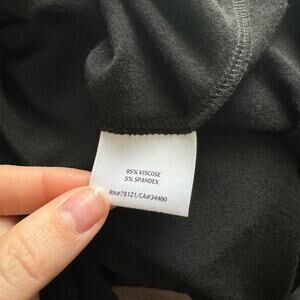 95% VISCOSE
5% SPANDEX
RN#78121/CA#34460